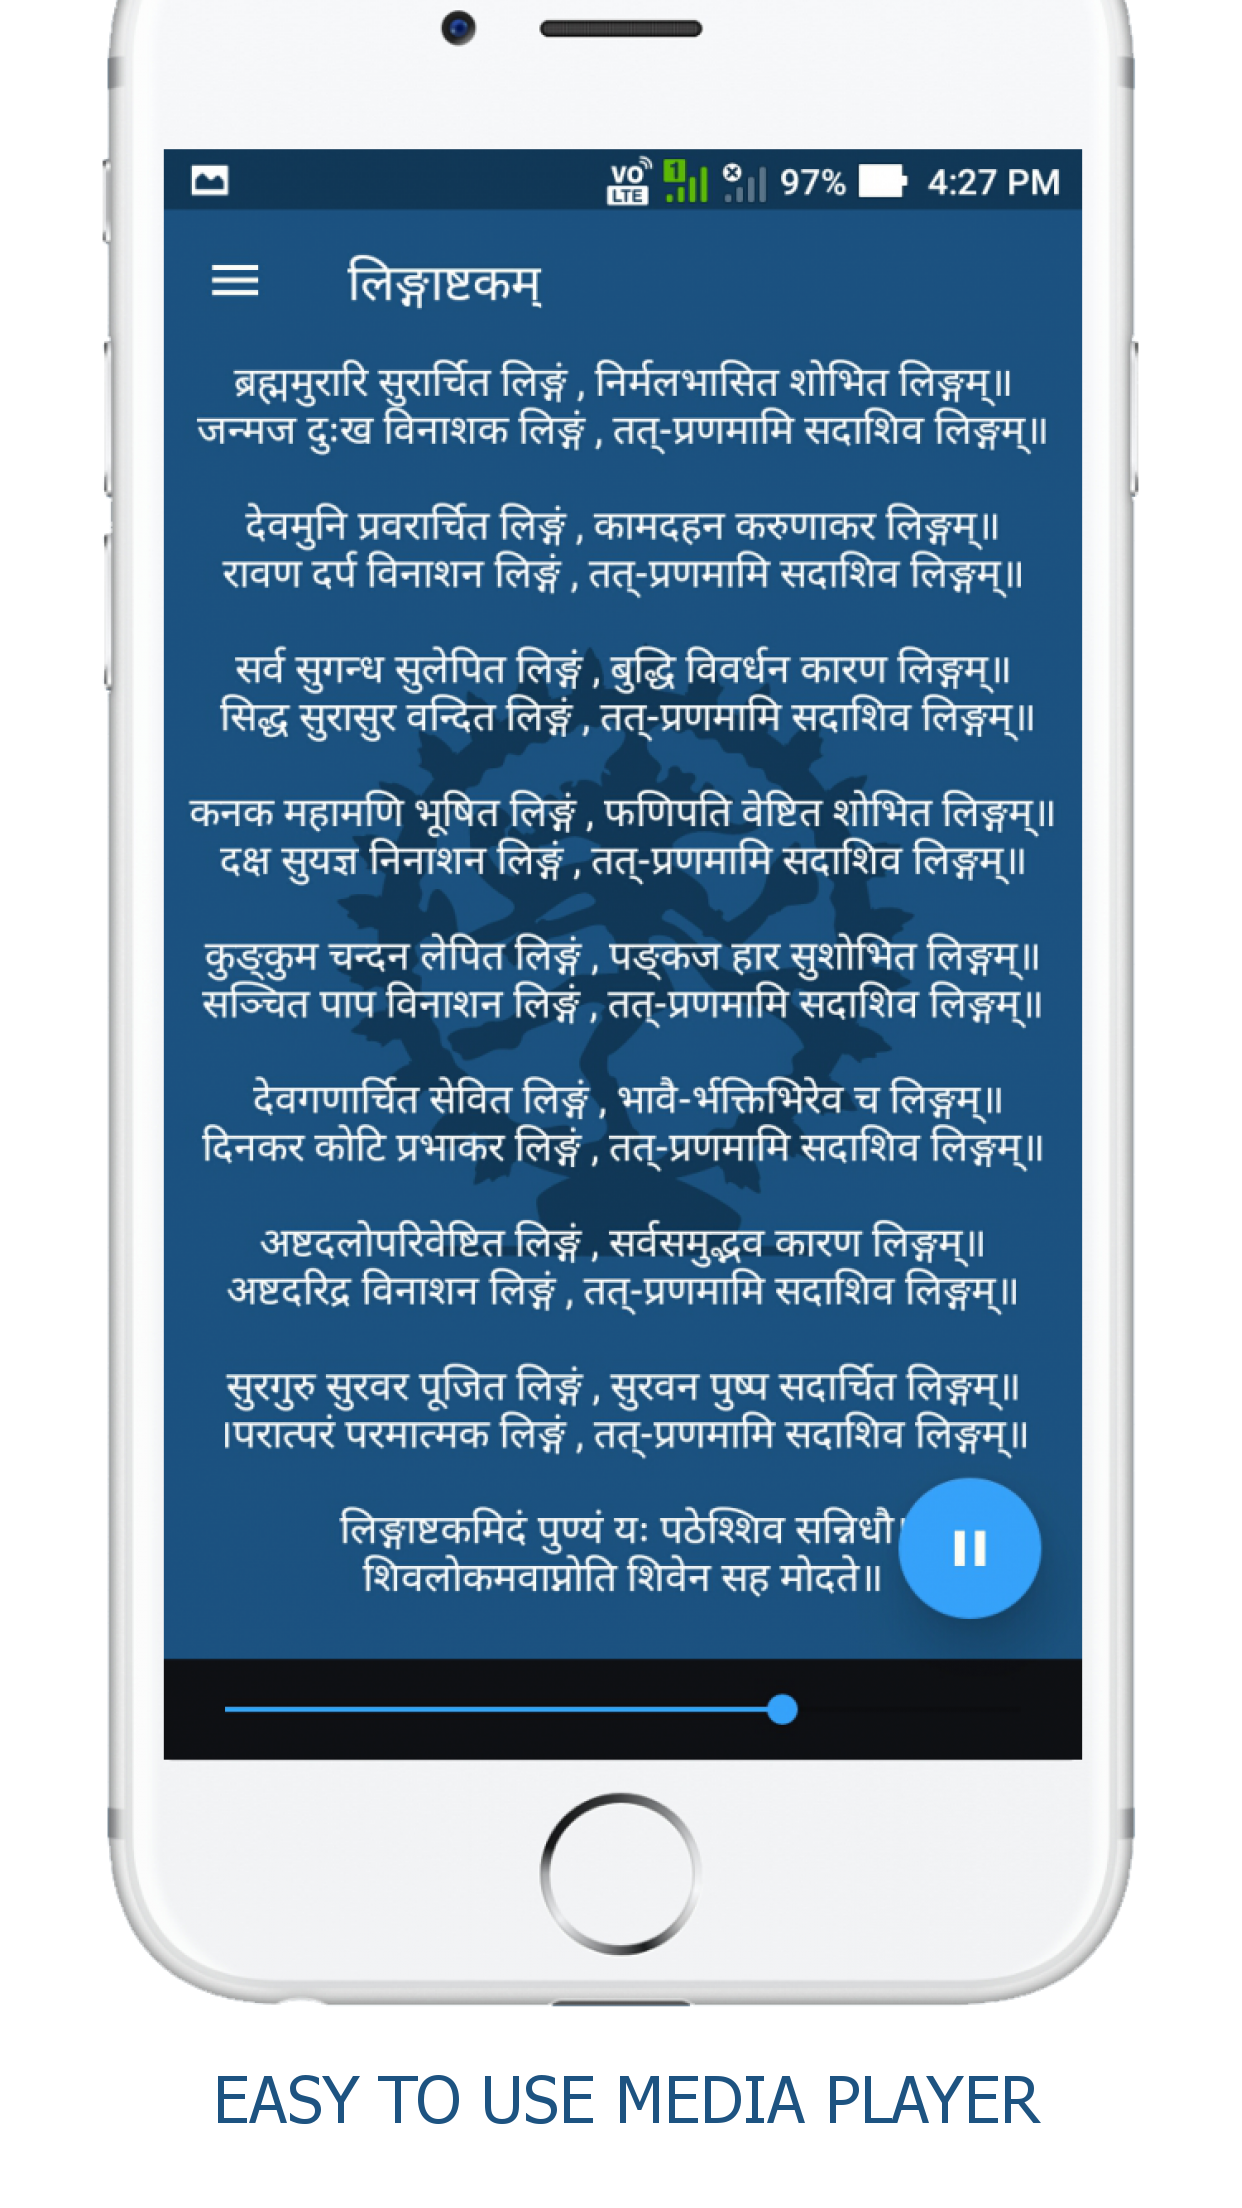 VO LTE 1 97% 4:27 PM
लिङ्गाष्टकम्
ब्रह्ममुरारि सुरार्चित लिङ्गं , निर्मलभासित शोभित लिङ्गम्॥
जन्मज दुःख विनाशक लिङ्गं , तत्-प्रणमामि सदाशिव लिङ्गम्॥
देवमुनि प्रवरार्चित लिङ्गं , कामदहन करुणाकर लिङ्गम्॥
रावण दर्प विनाशन लिङ्गं , तत्-प्रणमामि सदाशिव लिङ्गम्॥
सर्व सुगन्ध सुलेपित लिङ्गं , बुद्धि विवर्धन कारण लिङ्गम्॥
सिद्ध सुरासुर वन्दित लिङ्गं , तत्-प्रणमामि सदाशिव लिङ्गम्॥
कनक महामणि भूषित लिङ्गं , फणिपति वेष्टित शोभित लिङ्गम्॥
दक्ष सुयज्ञ निनाशन लिङ्गं , तत्-प्रणमामि सदाशिव लिङ्गम्॥
कुङ्कुम चन्दन लेपित लिङ्गं , पङ्कज हार सुशोभित लिङ्गम्॥
सञ्चित पाप विनाशन लिङ्गं , तत्-प्रणमामि सदाशिव लिङ्गम्॥
देवगणार्चित सेवित लिङ्गं , भावै-र्भक्तिभिरेव च लिङ्गम्॥
दिनकर कोटि प्रभाकर लिङ्गं , तत्-प्रणमामि सदाशिव लिङ्गम्॥
अष्टदलोपरिवेष्टित लिङ्गं , सर्वसमुद्भव कारण लिङ्गम्॥
अष्टदरिद्र विनाशन लिङ्गं , तत्-प्रणमामि सदाशिव लिङ्गम्॥
सुरगुरु सुरवर पूजित लिङ्गं , सुरवन पुष्प सदार्चित लिङ्गम्॥
।परात्परं परमात्मक लिङ्गं , तत्-प्रणमामि सदाशिव लिङ्गम्॥
लिङ्गाष्टकमिदं पुण्यं यः पठेश्शिव सन्निधौ।
शिवलोकमवाप्नोति शिवेन सह मोदते॥
EASY TO USE MEDIA PLAYER